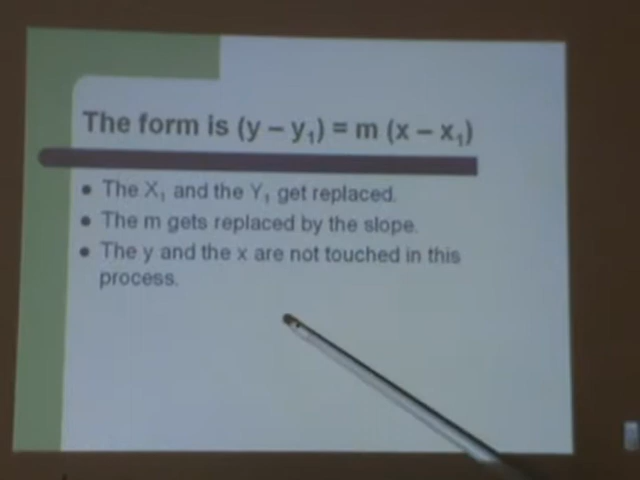 The form is (y – y₁) = m (x – x₁)
• The X₁ and the Y₁ get replaced.
• The m gets replaced by the slope.
• The y and the x are not touched in this
process.